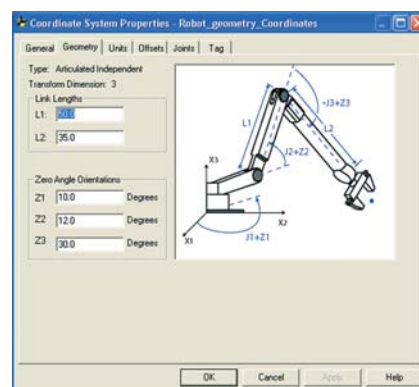 Coordinate System Properties - Robot_geometry_Coordinates
General Geometry Units Offsets Joints Tag
Type: Articulated Independent
Transform Dimension: 3
Link Lengths
L1: 50.0
L2: 35.0
Zero Angle Orientations
Z1 10.0 Degrees
Z2 12.0 Degrees
Z3 30.0 Degrees
-J3+Z3
L1
L2
J2+Z2
X3
X2
J1+Z1
X1
OK Cancel Apply Help